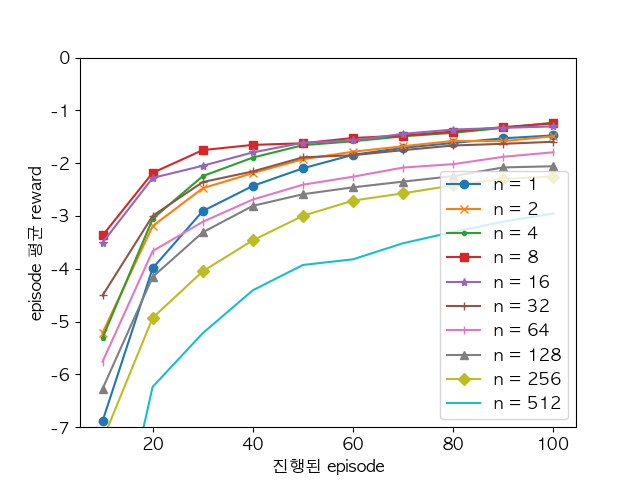 episode 평균 reward
0
-1
-2
-3
-4
-5
-6
-7
20
40
60
80
100
진행된 episode
n = 1
n = 2
n = 4
n = 8
n = 16
n = 32
n = 64
n = 128
n = 256
n = 512